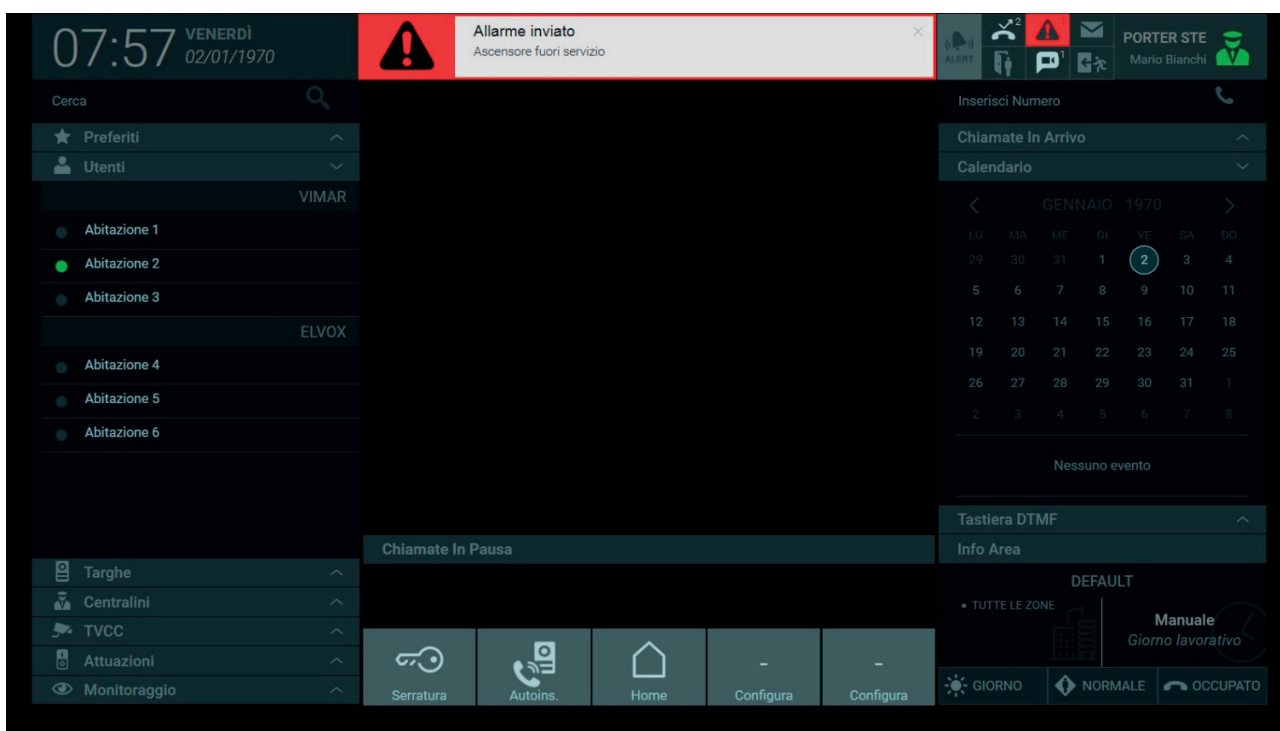 07:57 VENERDÌ
02/01/1970
Allarme inviato
Ascensore fuori servizio
ALERT
2
1
1
PORTER STE
Mario Bianchi
Cerca
Preferiti
Utenti
VIMAR
Abitazione 1
Abitazione 2
Abitazione 3
ELVOX
Abitazione 4
Abitazione 5
Abitazione 6
Targhe
Centralini
TVCC
Attuazioni
Monitoraggio
Chiamate In Pausa
Serratura
Autoins.
Home
-
Configura
-
Configura
Inserisci Numero
Chiamate In Arrivo
Calendario
GENNAIO 1970
LU MA ME GI VE SA DO
29 30 31 1 2 3 4
5 6 7 8 9 10 11
12 13 14 15 16 17 18
19 20 21 22 23 24 25
26 27 28 29 30 31 1
2 3 4 5 6 7 8
Nessuno evento
Tastiera DTMF
Info Area
DEFAULT
• TUTTE LE ZONE
Manuale
Giorno lavorativo
GIORNO
NORMALE
OCCUPATO